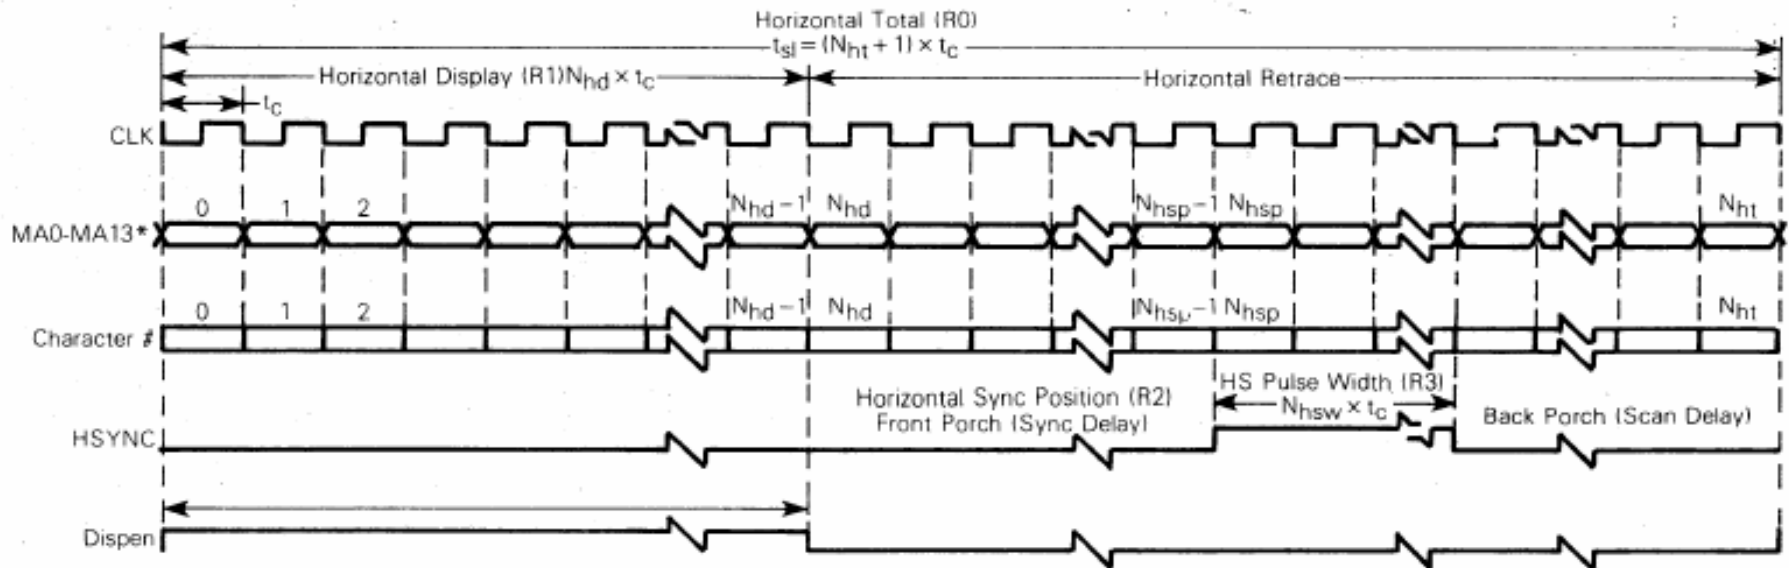 Horizontal Total (R0)
tsl = (Nht + 1) × tc
Horizontal Display (R1) Nhd × tc
Horizontal Retrace
tc
CLK
0 1 2 Nhd −1 Nhd Nhsp−1 Nhsp Nht
MA0-MA13*
0 1 2 Nhd −1 Nhd Nhsp−1 Nhsp Nht
Character #
Horizontal Sync Position (R2)
Front Porch (Sync Delay)
HS Pulse Width (R3)
Nhsw × tc
Back Porch (Scan Delay)
HSYNC
Dispen